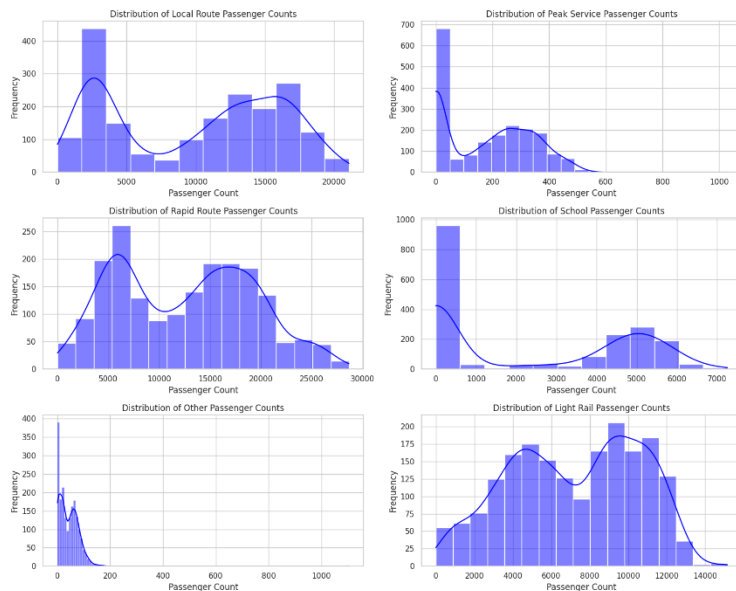 Distribution of Local Route Passenger Counts
Frequency
400
300
200
100
0
0 5000 10000 15000 20000
Passenger Count
Distribution of Peak Service Passenger Counts
Frequency
700
600
500
400
300
200
100
0
0 200 400 600 800 1000
Passenger Count
Distribution of Rapid Route Passenger Counts
Frequency
250
200
150
100
50
0
0 5000 10000 15000 20000 25000 30000
Passenger Count
Distribution of School Passenger Counts
Frequency
1000
800
600
400
200
0
0 1000 2000 3000 4000 5000 6000 7000
Passenger Count
Distribution of Other Passenger Counts
Frequency
400
350
300
250
200
150
100
50
0
0 200 400 600 800 1000
Passenger Count
Distribution of Light Rail Passenger Counts
Frequency
200
175
150
125
100
75
50
25
0
0 2000 4000 6000 8000 10000 12000 14000
Passenger Count